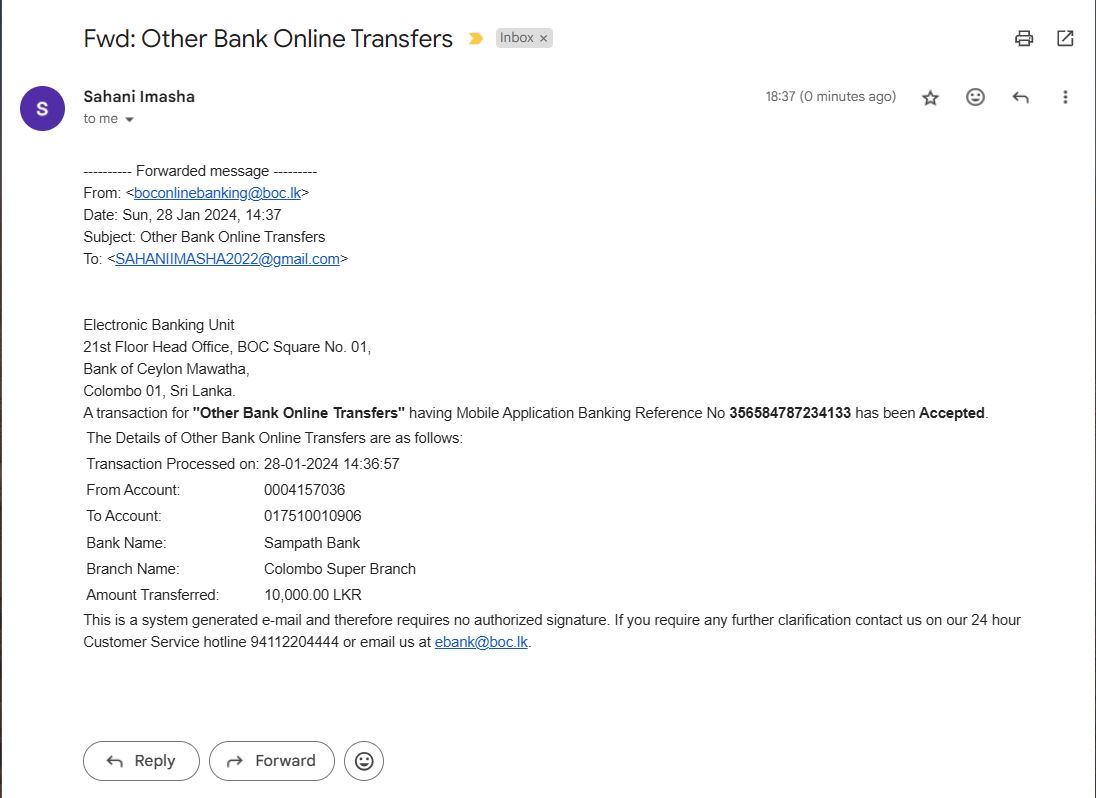 Fwd: Other Bank Online Transfers
Inbox ×
S
Sahani Imasha
18:37 (0 minutes ago)
to me
---------- Forwarded message ---------
From: <boconlinebanking@boc.lk>
Date: Sun, 28 Jan 2024, 14:37
Subject: Other Bank Online Transfers
To: <SAHANIIMASHA2022@gmail.com>
Electronic Banking Unit
21st Floor Head Office, BOC Square No. 01,
Bank of Ceylon Mawatha,
Colombo 01, Sri Lanka.
A transaction for "Other Bank Online Transfers" having Mobile Application Banking Reference No 356584787234133 has been Accepted.
The Details of Other Bank Online Transfers are as follows:
Transaction Processed on: 28-01-2024 14:36:57
From Account: 0004157036
To Account: 017510010906
Bank Name: Sampath Bank
Branch Name: Colombo Super Branch
Amount Transferred: 10,000.00 LKR
This is a system generated e-mail and therefore requires no authorized signature. If you require any further clarification contact us on our 24 hour
Customer Service hotline 94112204444 or email us at ebank@boc.lk.
Reply
Forward